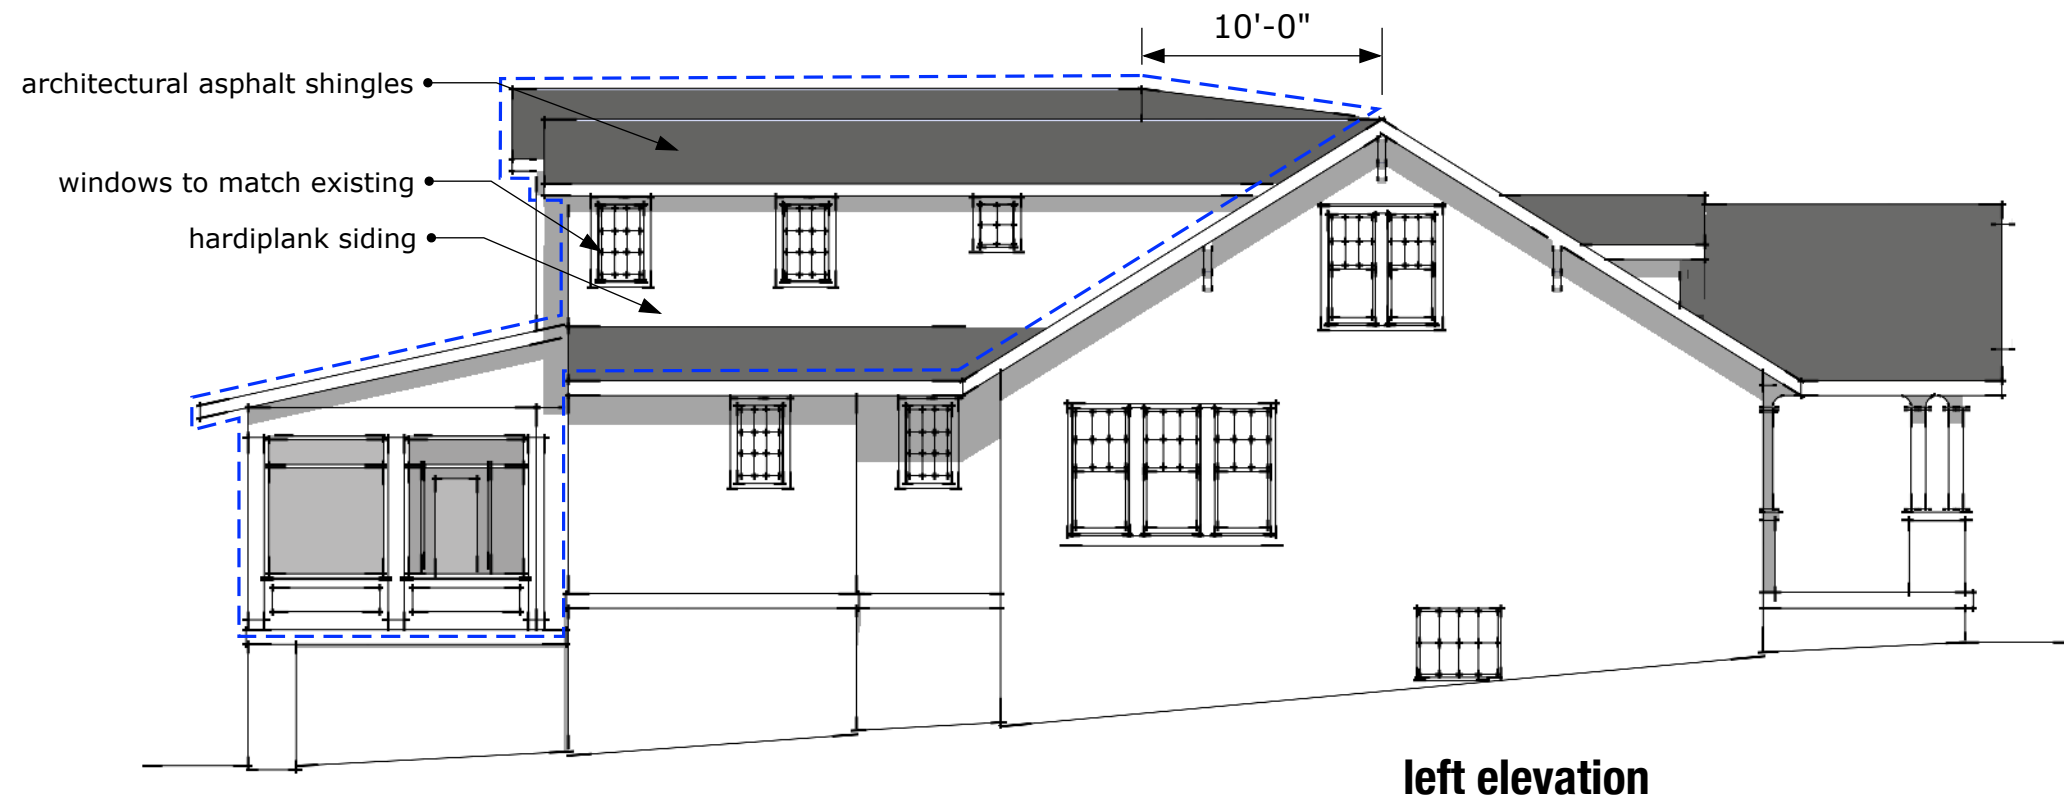 10'-0"
architectural asphalt shingles
windows to match existing
hardiplank siding
left elevation